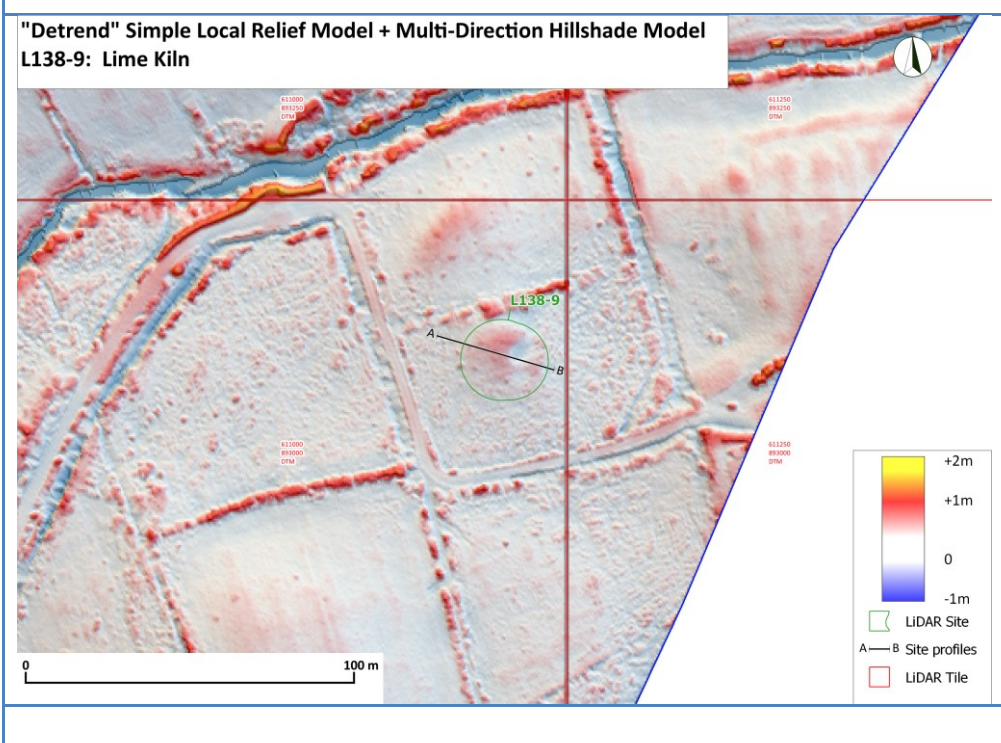 "Detrend" Simple Local Relief Model + Multi-Direction Hillshade Model
L138-9: Lime Kiln
611000
893250
DTM
611250
893250
DTM
L138-9
A
B
611000
893000
DTM
611250
893000
DTM
+2m
+1m
0
-1m
LiDAR Site
A B Site profiles
LiDAR Tile
0 100 m